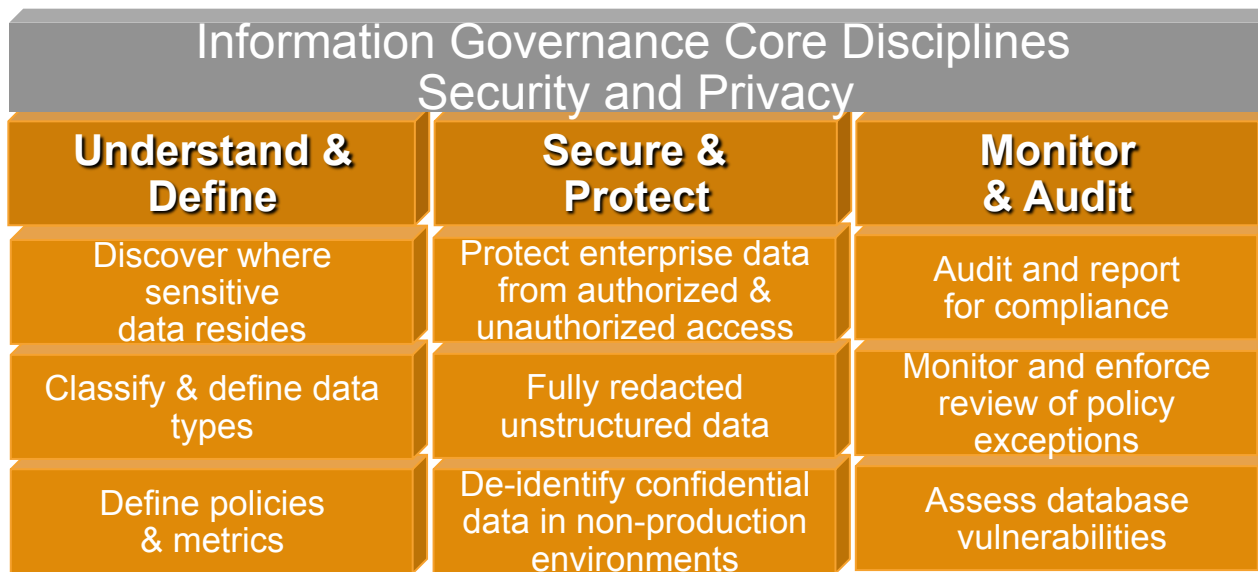 Information Governance Core Disciplines
Security and Privacy
Understand &
Define
Secure &
Protect
Monitor
& Audit
Discover where
sensitive
data resides
Protect enterprise data
from authorized &
unauthorized access
Audit and report
for compliance
Classify & define data
types
Fully redacted
unstructured data
Monitor and enforce
review of policy
exceptions
Define policies
& metrics
De-identify confidential
data in non-production
environments
Assess database
vulnerabilities